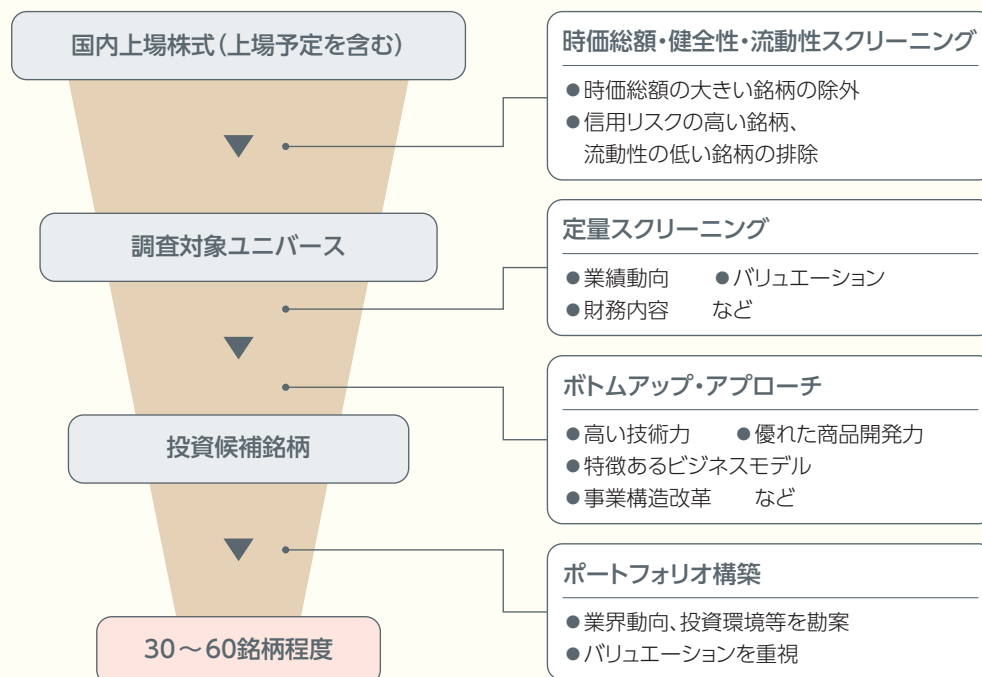 国内上場株式(上場予定を含む)
時価総額・健全性・流動性スクリーニング
●時価総額の大きい銘柄の除外
●信用リスクの高い銘柄、
流動性の低い銘柄の排除
調査対象ユニバース
定量スクリーニング
●業績動向 ●バリュエーション
●財務内容 など
ボトムアップ・アプローチ
●高い技術力 ●優れた商品開発力
●特徴あるビジネスモデル
●事業構造改革 など
投資候補銘柄
ポートフォリオ構築
●業界動向、投資環境等を勘案
●バリュエーションを重視
30～60銘柄程度